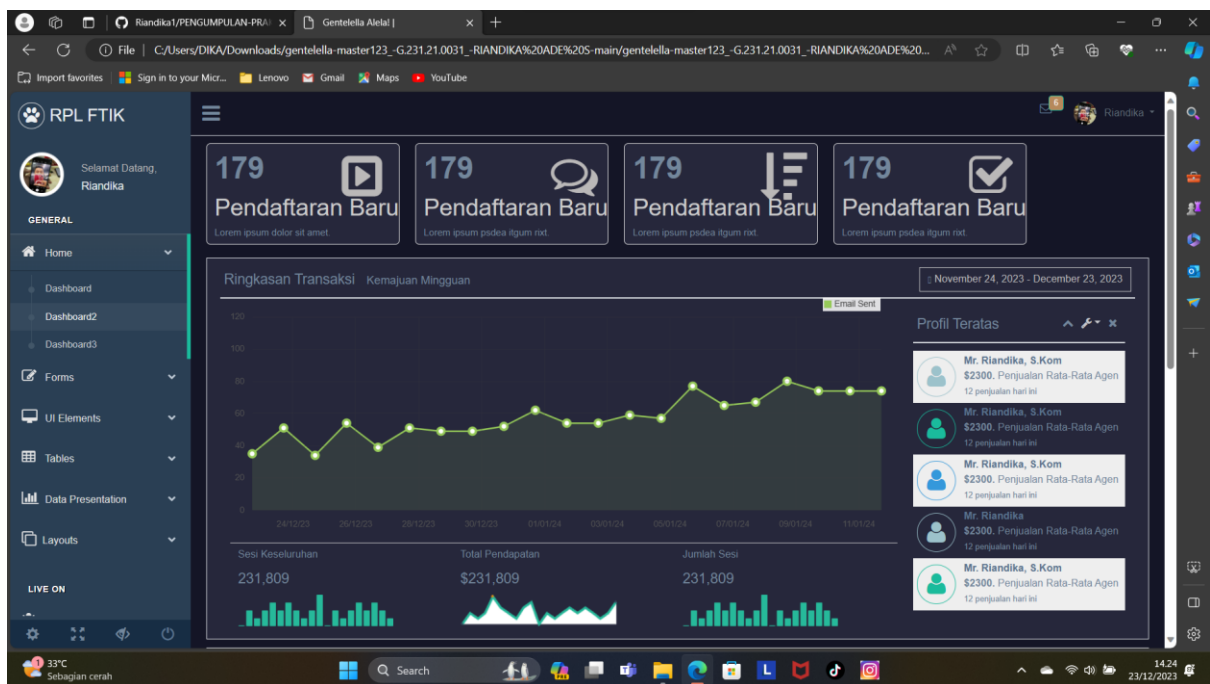 Riandika1/PENGUMPULAN-PRA
Gentelella Alela! |
File
C:/Users/DIKA/Downloads/gentelella-master123_-G.231.21.0031_-RIANDIKA%20ADE%20S-main/gentelella-master123_-G.231.21.0031_-RIANDIKA%20ADE%20...
Import favorites
Sign in to your Micr...
Lenovo
Gmail
Maps
YouTube
RPL FTIK
6
Riandika
Selamat Datang,
Riandika
GENERAL
Home
Dashboard
Dashboard2
Dashboard3
Forms
UI Elements
Tables
Data Presentation
Layouts
LIVE ON
179
Pendaftaran Baru
Lorem ipsum dolor sit amet.
179
Pendaftaran Baru
Lorem ipsum psdea itgum rixt.
179
Pendaftaran Baru
Lorem ipsum psdea itgum rixt.
179
Pendaftaran Baru
Lorem ipsum psdea itgum rixt.
Ringkasan Transaksi Kemajuan Mingguan
November 24, 2023 - December 23, 2023
Email Sent
120
100
80
60
40
20
0
24/12/23 26/12/23 28/12/23 30/12/23 01/01/24 03/01/24 05/01/24 07/01/24 09/01/24 11/01/24
Sesi Keseluruhan
231,809
Total Pendapatan
$231,809
Jumlah Sesi
231,809
Profil Teratas
Mr. Riandika, S.Kom
$2300. Penjualan Rata-Rata Agen
12 penjualan hari ini
Mr. Riandika, S.Kom
$2300. Penjualan Rata-Rata Agen
12 penjualan hari ini
Mr. Riandika, S.Kom
$2300. Penjualan Rata-Rata Agen
12 penjualan hari ini
Mr. Riandika
$2300. Penjualan Rata-Rata Agen
12 penjualan hari ini
Mr. Riandika, S.Kom
$2300. Penjualan Rata-Rata Agen
12 penjualan hari ini
1
33°C
Sebagian cerah
Search
L
14.24
23/12/2023